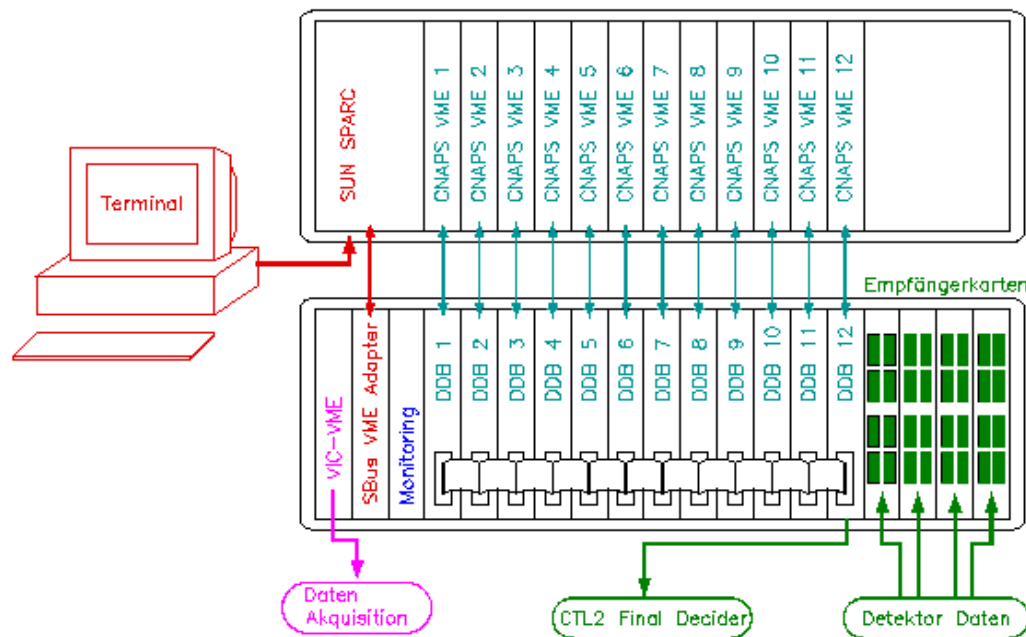 SUN SPARC
CNAPS VME 1
CNAPS VME 2
CNAPS VME 3
CNAPS VME 4
CNAPS VME 5
CNAPS VME 6
CNAPS VME 7
CNAPS VME 8
CNAPS VME 9
CNAPS VME 10
CNAPS VME 11
CNAPS VME 12
Terminal
Empfängerkarten
VIC-VME
SBus VME Adapter
Monitoring
DDB 1
DDB 2
DDB 3
DDB 4
DDB 5
DDB 6
DDB 7
DDB 8
DDB 9
DDB 10
DDB 11
DDB 12
Daten
Akquisition
CTL2 Final Decider
Detektor Daten